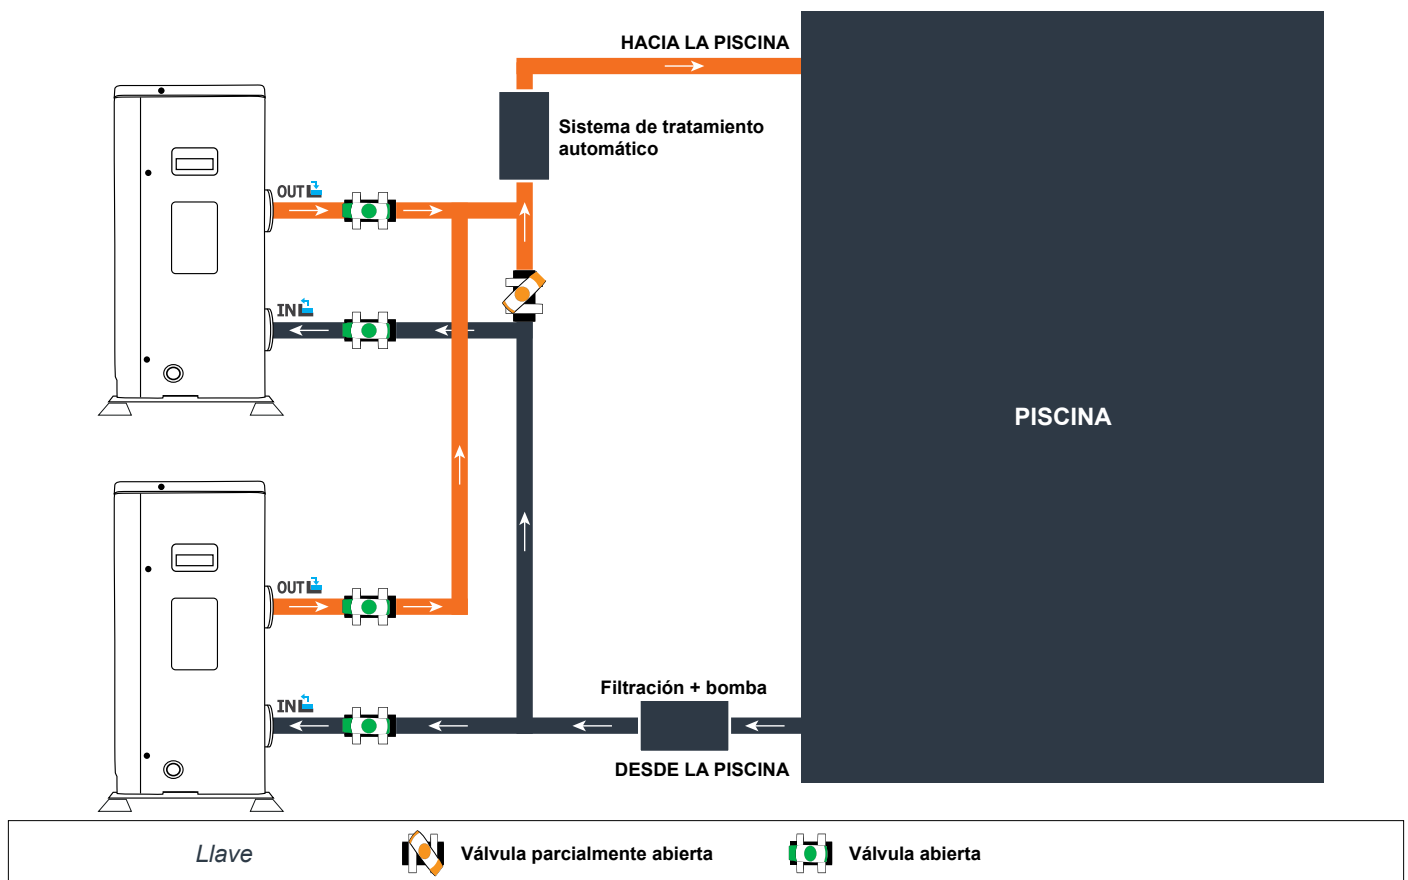 HACIA LA PISCINA
Sistema de tratamiento
automático
OUT
IN
PISCINA
OUT
IN
Filtración + bomba
DESDE LA PISCINA
Llave
Válvula parcialmente abierta
Válvula abierta